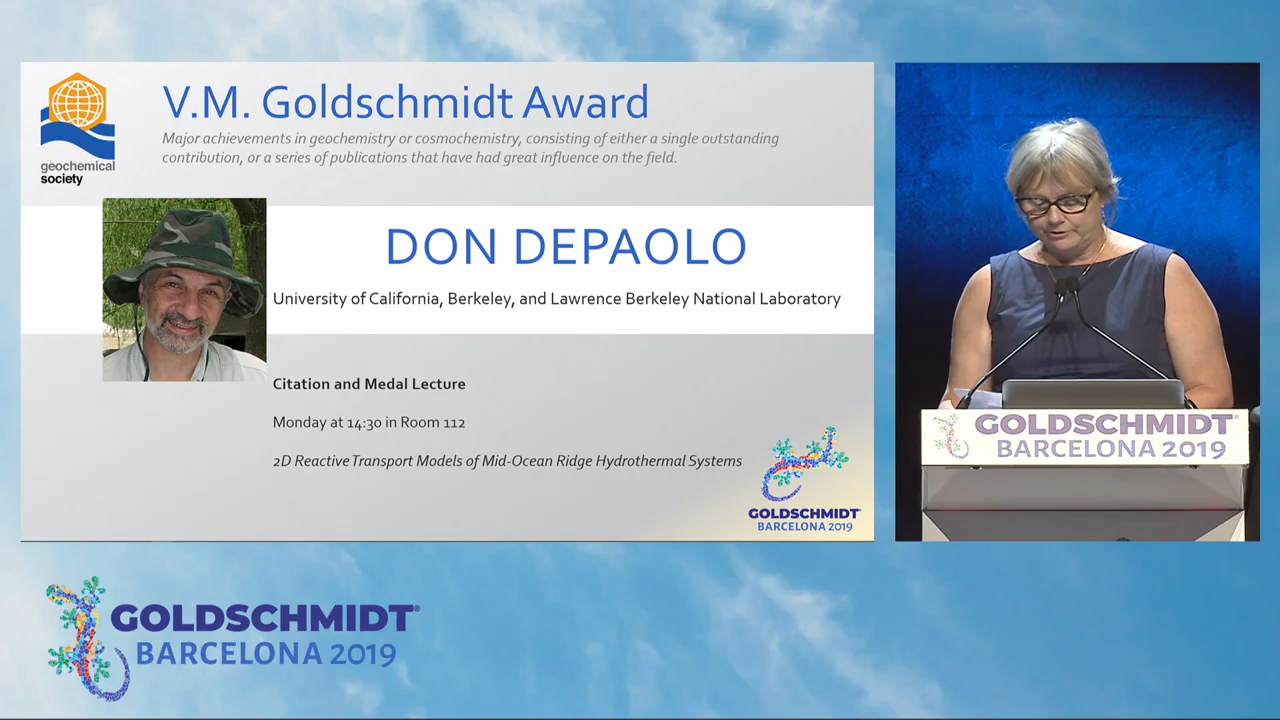 V.M. Goldschmidt Award
Major achievements in geochemistry or cosmochemistry, consisting of either a single outstanding
contribution, or a series of publications that have had great influence on the field.
geochemical
society
DON DEPAOLO
University of California, Berkeley, and Lawrence Berkeley National Laboratory
Citation and Medal Lecture
Monday at 14:30 in Room 112
2D Reactive Transport Models of Mid-Ocean Ridge Hydrothermal Systems
GOLDSCHMIDT®
BARCELONA 2019
GOLDSCHMIDT®
BARCELONA 2019
GOLDSCHMIDT®
BARCELONA 2019